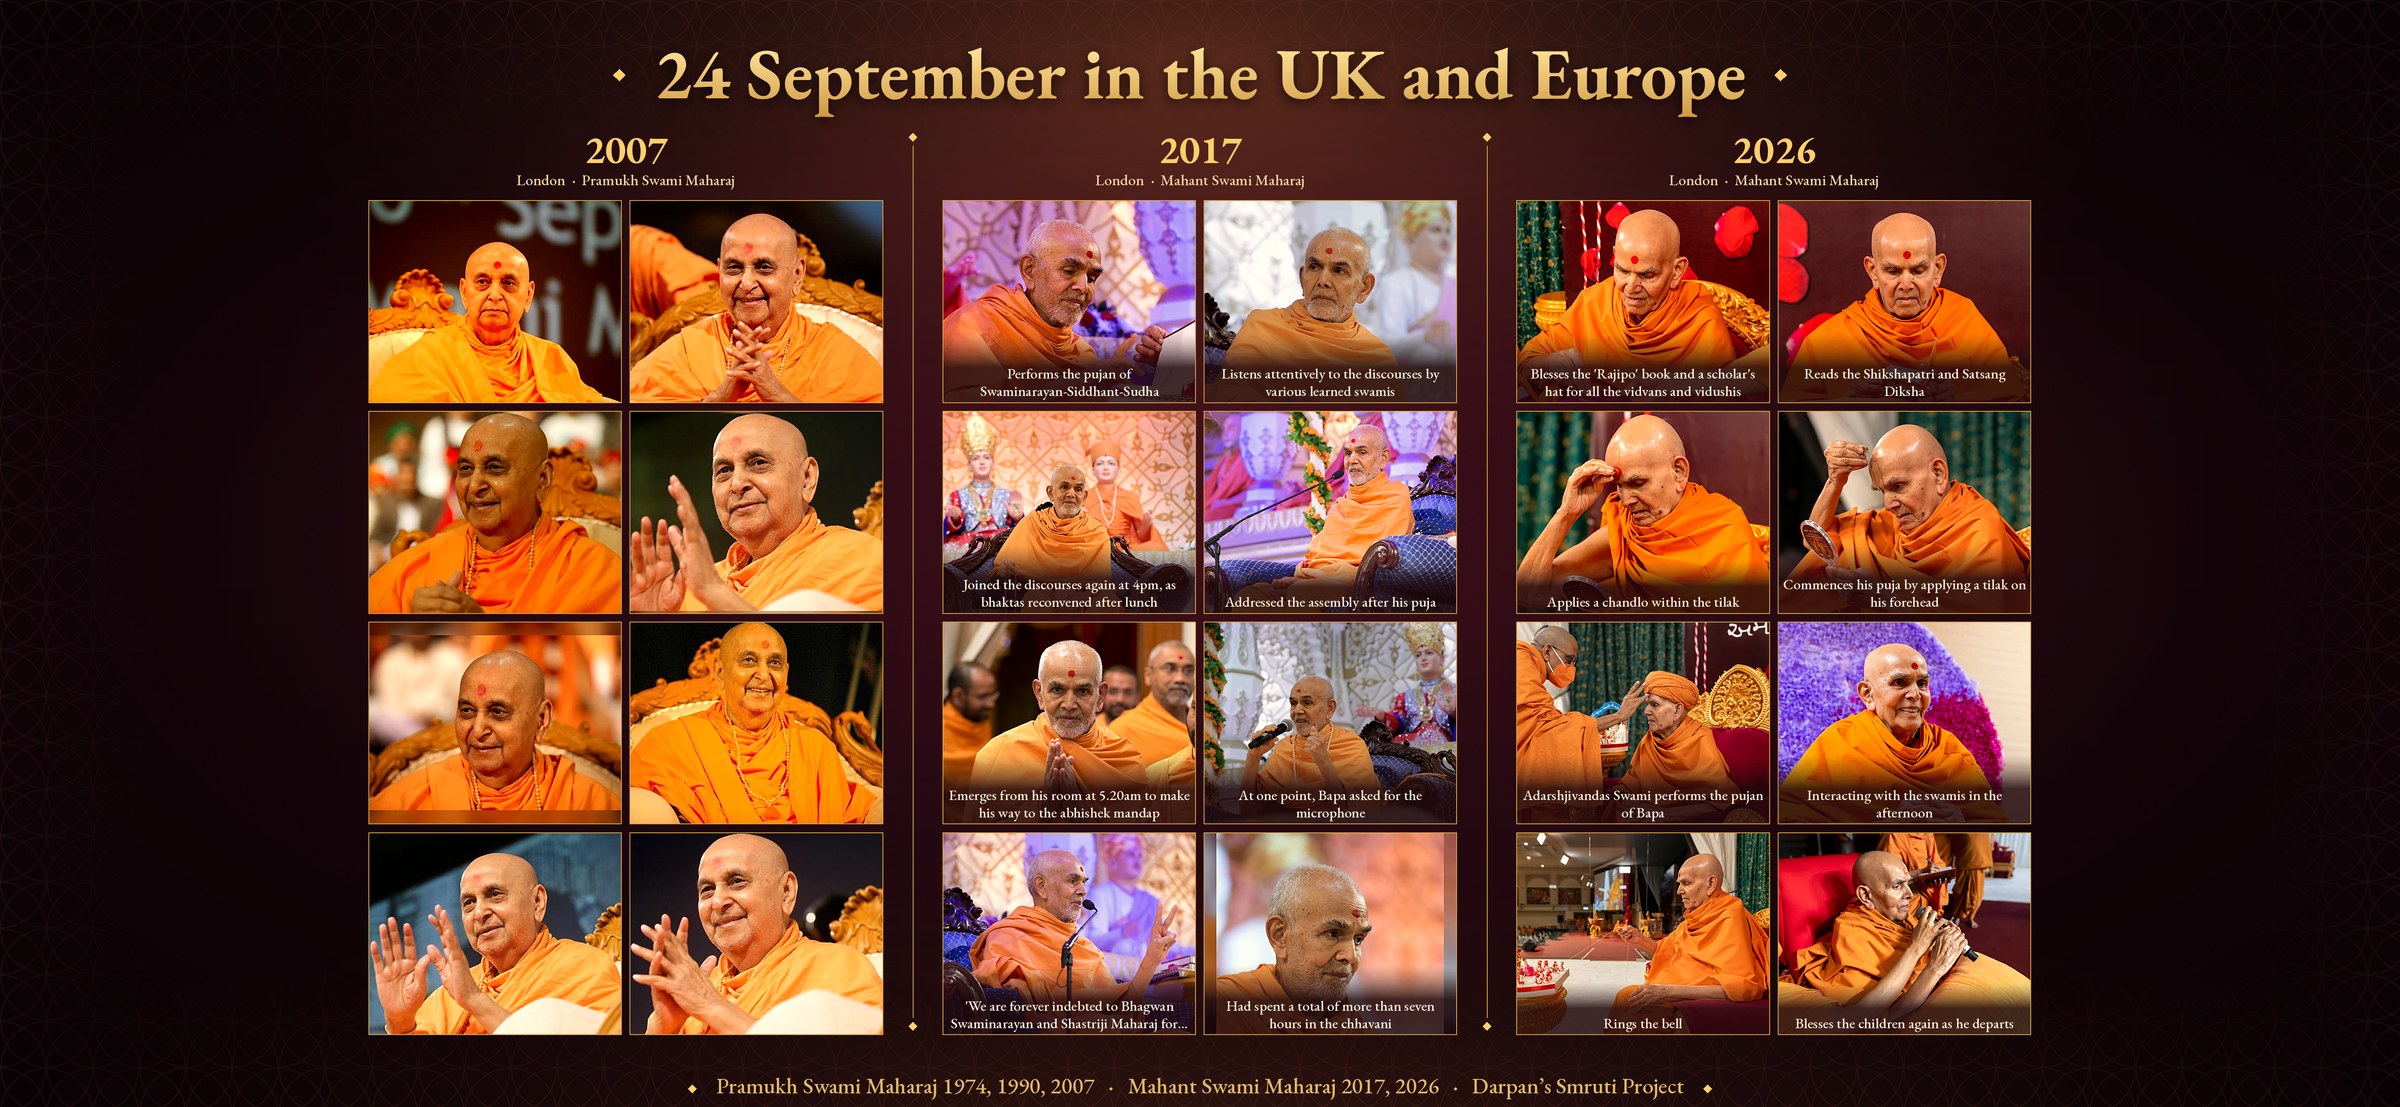 24 September in the UK and Europe
2007
London · Pramukh Swami Maharaj
Sep
2017
London · Mahant Swami Maharaj
Performs the pujan of
Swaminarayan-Siddhant-Sudha
Listens attentively to the discourses by
various learned swamis
Joined the discourses again at 4pm, as
bhaktas reconvened after lunch
Addressed the assembly after his puja
Emerges from his room at 5.20am to make
his way to the abhishek mandap
At one point, Bapa asked for the
microphone
'We are forever indebted to Bhagwan
Swaminarayan and Shastriji Maharaj for...
Had spent a total of more than seven
hours in the chhavani
2026
London · Mahant Swami Maharaj
Blesses the 'Rajipo' book and a scholar's
hat for all the vidvans and vidushis
Reads the Shikshapatri and Satsang
Diksha
Applies a chandlo within the tilak
Commences his puja by applying a tilak on
his forehead
Adarshjivandas Swami performs the pujan
of Bapa
Interacting with the swamis in the
afternoon
Rings the bell
Blesses the children again as he departs
Pramukh Swami Maharaj 1974, 1990, 2007 · Mahant Swami Maharaj 2017, 2026 · Darpan’s Smruti Project